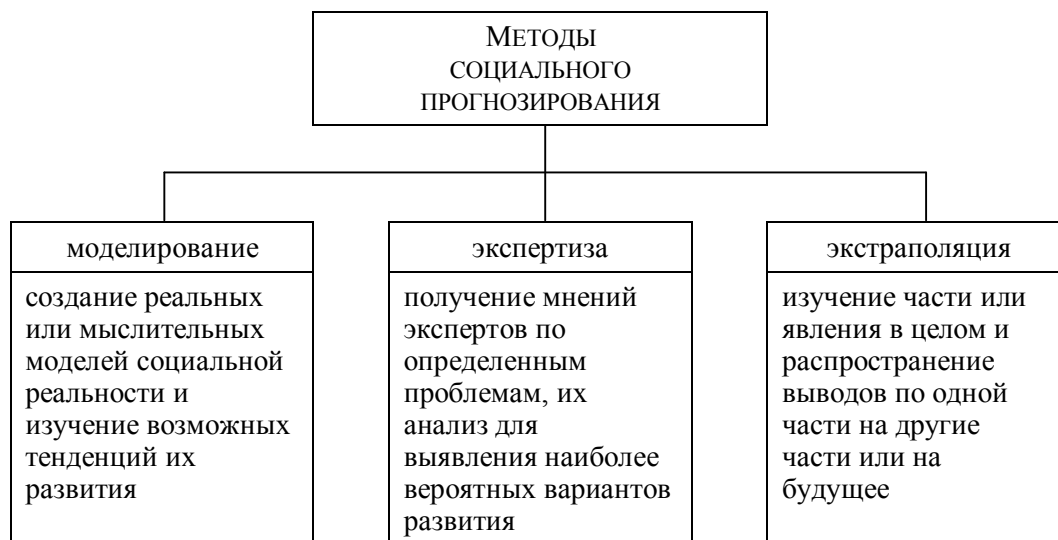 МЕТОДЫ
СОЦИАЛЬНОГО
ПРОГНОЗИРОВАНИЯ
моделирование
создание реальных
или мыслительных
моделей социальной
реальности и
изучение возможных
тенденций их
развития
экспертиза
получение мнений
экспертов по
определенным
проблемам, их
анализ для
выявления наиболее
вероятных вариантов
развития
экстраполяция
изучение части или
явления в целом и
распространение
выводов по одной
части на другие
части или на
будущее